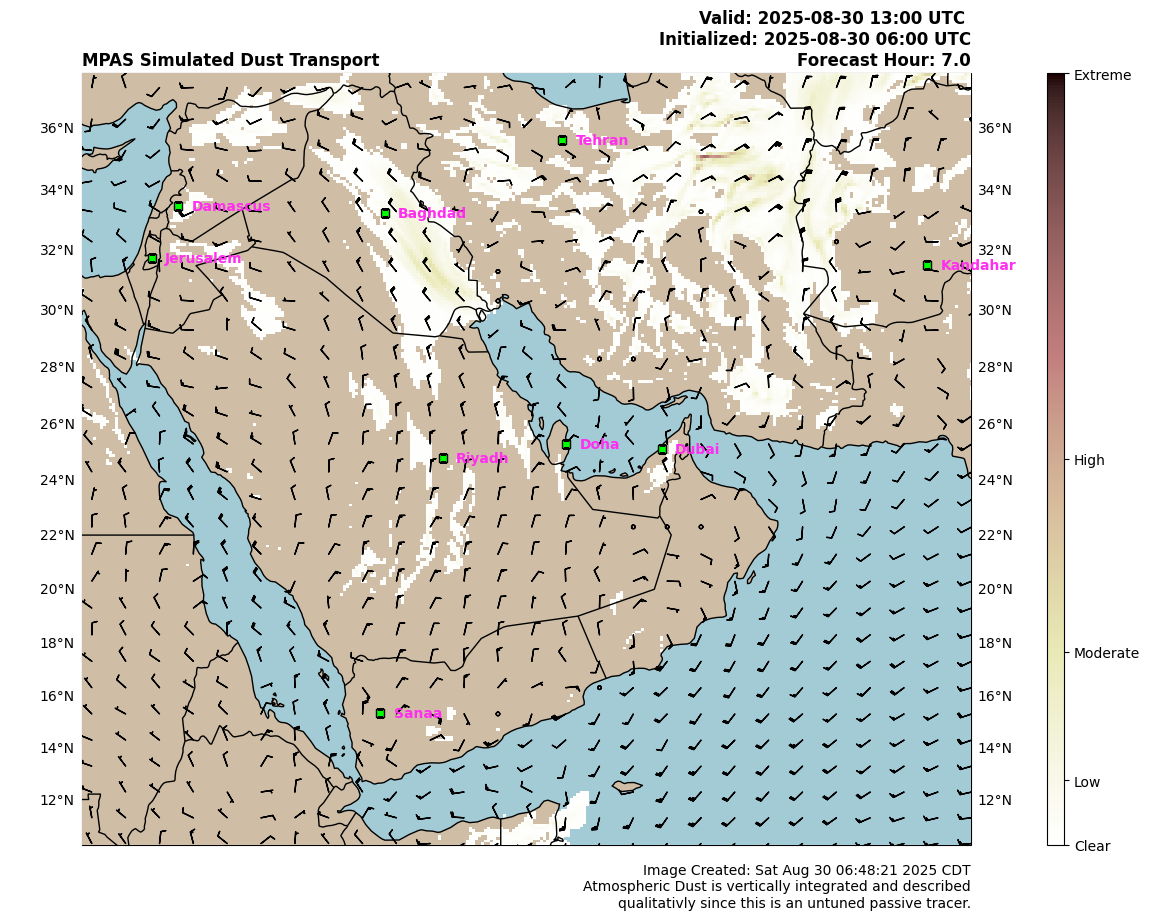 Valid: 2025-08-30 13:00 UTC
Initialized: 2025-08-30 06:00 UTC
MPAS Simulated Dust Transport
Forecast Hour: 7.0
Extreme
High
Moderate
Low
Clear
36°N
34°N
32°N
30°N
28°N
26°N
24°N
22°N
20°N
18°N
16°N
14°N
12°N
36°N
34°N
32°N
30°N
28°N
26°N
24°N
22°N
20°N
18°N
16°N
14°N
12°N
Tehran
Damascus
Baghdad
Jerusalem
Kandahar
Doha
Dubai
Riyadh
Sanaa
Image Created: Sat Aug 30 06:48:21 2025 CDT
Atmospheric Dust is vertically integrated and described
qualitativly since this is an untuned passive tracer.